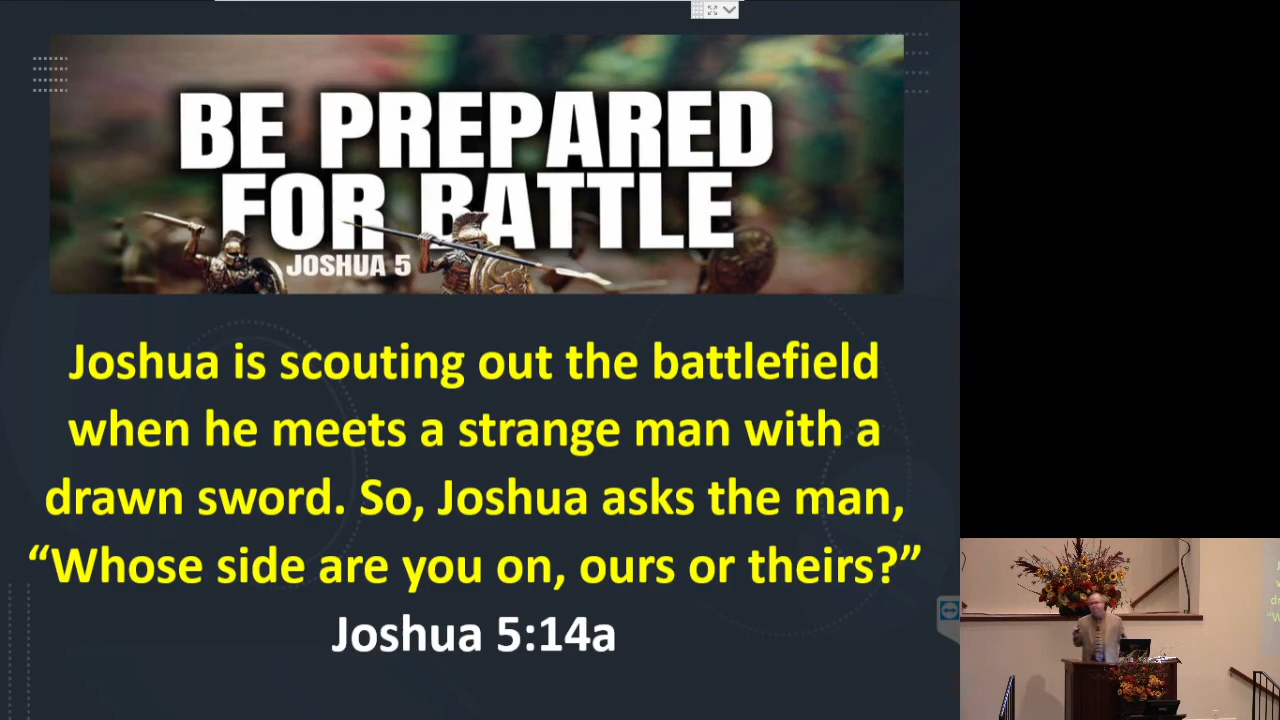 BE PREPARED
FOR BATTLE
JOSHUA 5
Joshua is scouting out the battlefield
when he meets a strange man with a
drawn sword. So, Joshua asks the man,
“Whose side are you on, ours or theirs?”
Joshua 5:14a